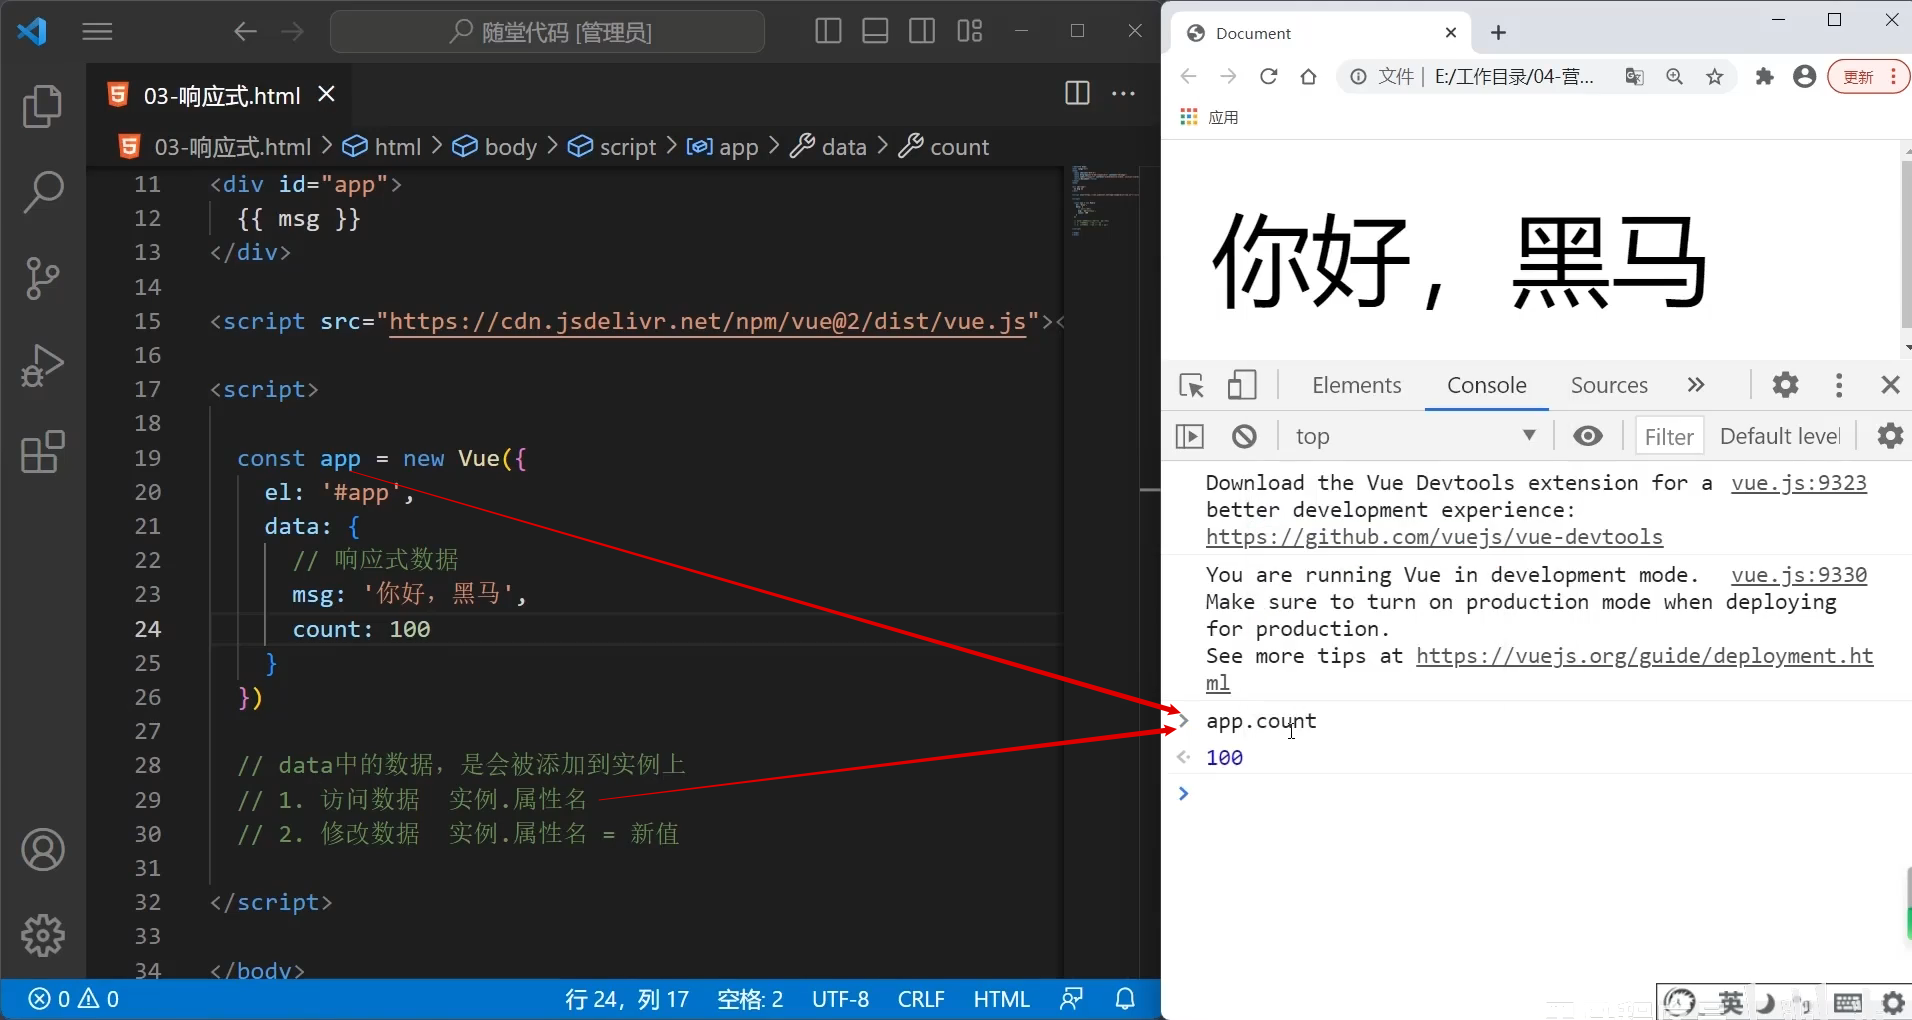 随堂代码 [管理员]
03-响应式.html
03-响应式.html > html > body > script > app > data > count
11 <div id="app">
12 {{ msg }}
13 </div>
14
15 <script src="https://cdn.jsdelivr.net/npm/vue@2/dist/vue.js"><
16
17 <script>
18
19 const app = new Vue({
20 el: '#app',
21 data: {
22 // 响应式数据
23 msg: '你好，黑马',
24 count: 100
25 }
26 })
27
28 // data中的数据，是会被添加到实例上
29 // 1. 访问数据 实例.属性名
30 // 2. 修改数据 实例.属性名 = 新值
31
32 </script>
33
34 </body>
0 0
行 24，列 17 空格: 2 UTF-8 CRLF HTML
Document
文件 | E:/工作目录/04-营...
更新
应用
你好，黑马
Elements Console Sources
top Filter Default level
Download the Vue Devtools extension for a vue.js:9323
better development experience:
https://github.com/vuejs/vue-devtools
You are running Vue in development mode. vue.js:9330
Make sure to turn on production mode when deploying
for production.
See more tips at https://vuejs.org/guide/deployment.ht
ml
> app.count
100
>
英